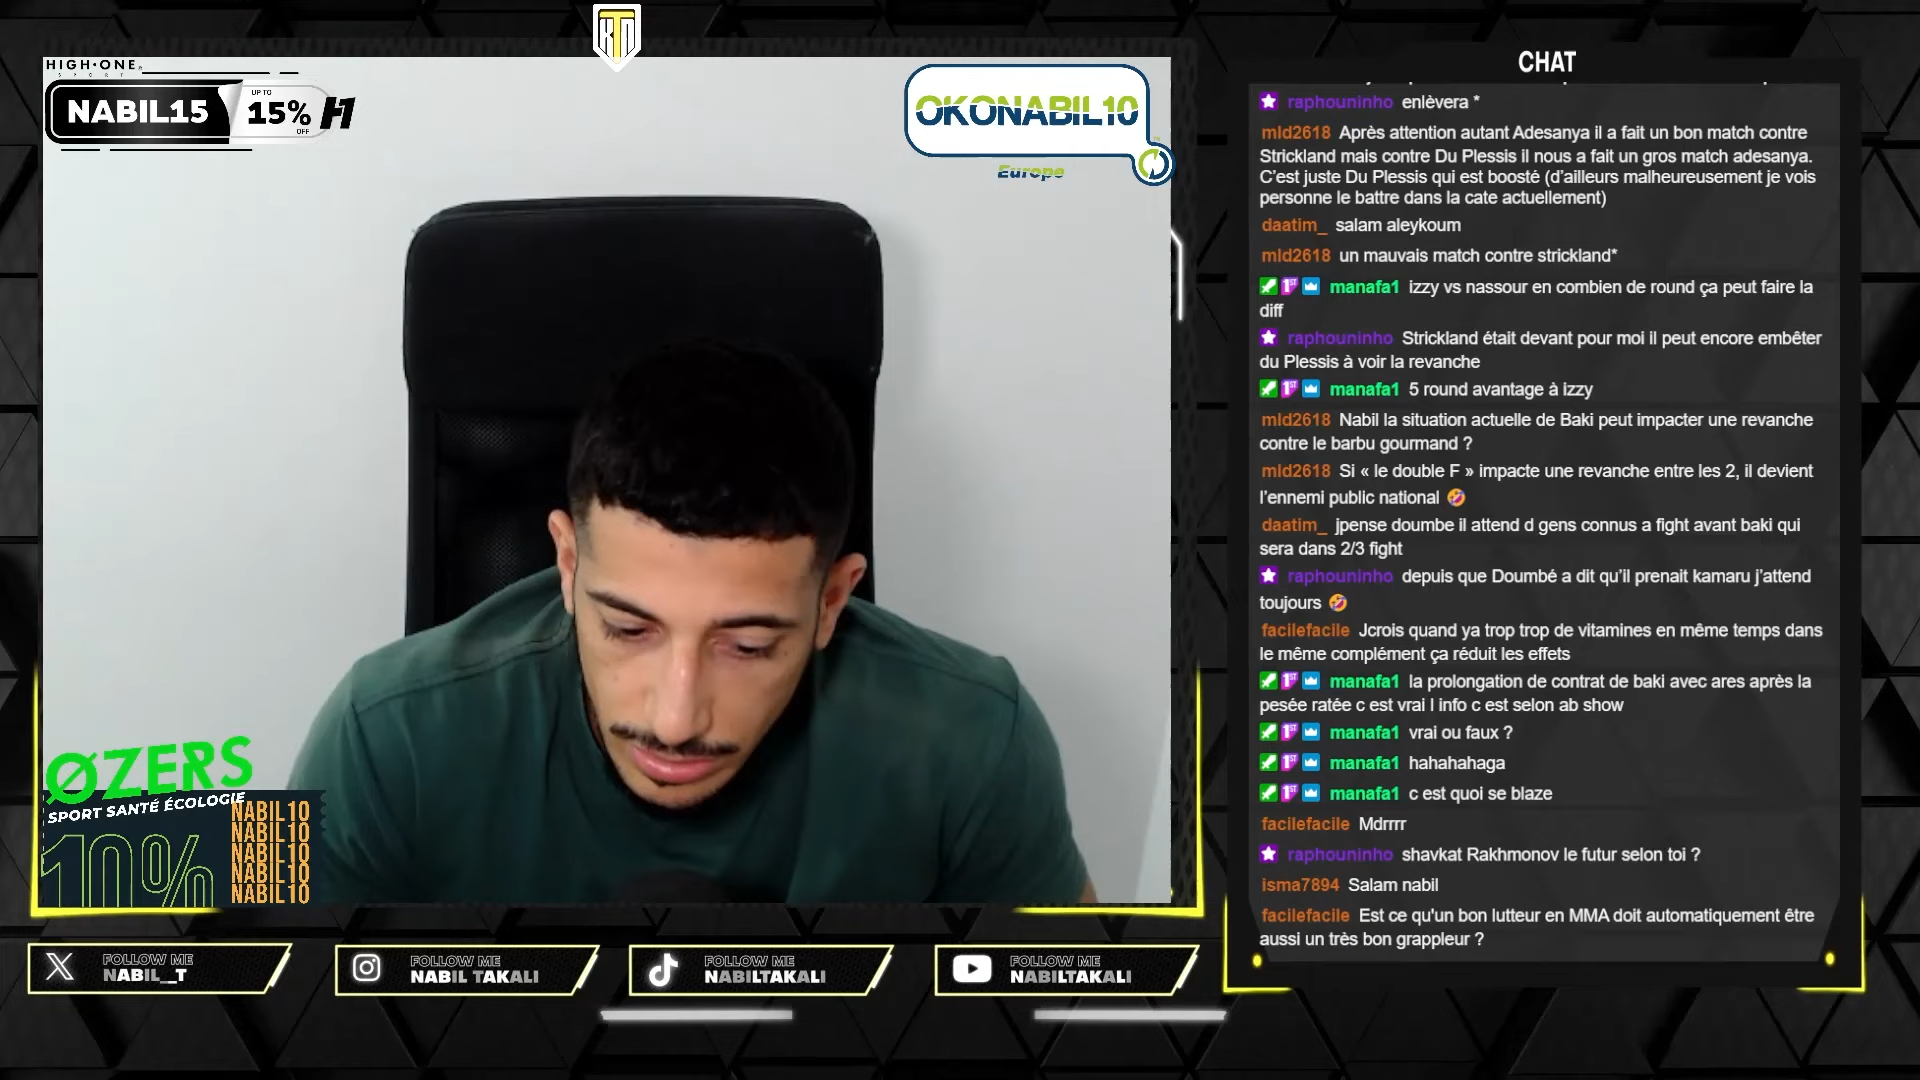 HIGH·ONE
SPORT
NABIL15
UP TO
15%
OFF
H1
KTN
OKONABIL10
Europe
ØZERS
SPORT SANTÉ ÉCOLOGIE
10%
NABIL10
NABIL10
NABIL10
NABIL10
NABIL10
FOLLOW ME
NABIL__T
FOLLOW ME
NABIL TAKALI
FOLLOW ME
NABILTAKALI
FOLLOW ME
NABILTAKALI
CHAT
raphouninho enlèvera *
mld2618 Après attention autant Adesanya il a fait un bon match contre
Strickland mais contre Du Plessis il nous a fait un gros match adesanya.
C’est juste Du Plessis qui est boosté (d’ailleurs malheureusement je vois
personne le battre dans la cate actuellement)
daatim_ salam aleykoum
mld2618 un mauvais match contre strickland*
1ST manafa1 izzy vs nassour en combien de round ça peut faire la
diff
raphouninho Strickland était devant pour moi il peut encore embêter
du Plessis à voir la revanche
1ST manafa1 5 round avantage à izzy
mld2618 Nabil la situation actuelle de Baki peut impacter une revanche
contre le barbu gourmand ?
mld2618 Si « le double F » impacte une revanche entre les 2, il devient
l’ennemi public national 🤣
daatim_ jpense doumbe il attend d gens connus a fight avant baki qui
sera dans 2/3 fight
raphouninho depuis que Doumbé a dit qu’il prenait kamaru j’attend
toujours 🤣
facilefacile Jcrois quand ya trop trop de vitamines en même temps dans
le même complément ça réduit les effets
1ST manafa1 la prolongation de contrat de baki avec ares après la
pesée ratée c est vrai l info c est selon ab show
1ST manafa1 vrai ou faux ?
1ST manafa1 hahahahaga
1ST manafa1 c est quoi se blaze
facilefacile Mdrrrr
raphouninho shavkat Rakhmonov le futur selon toi ?
isma7894 Salam nabil
facilefacile Est ce qu'un bon lutteur en MMA doit automatiquement être
aussi un très bon grappleur ?